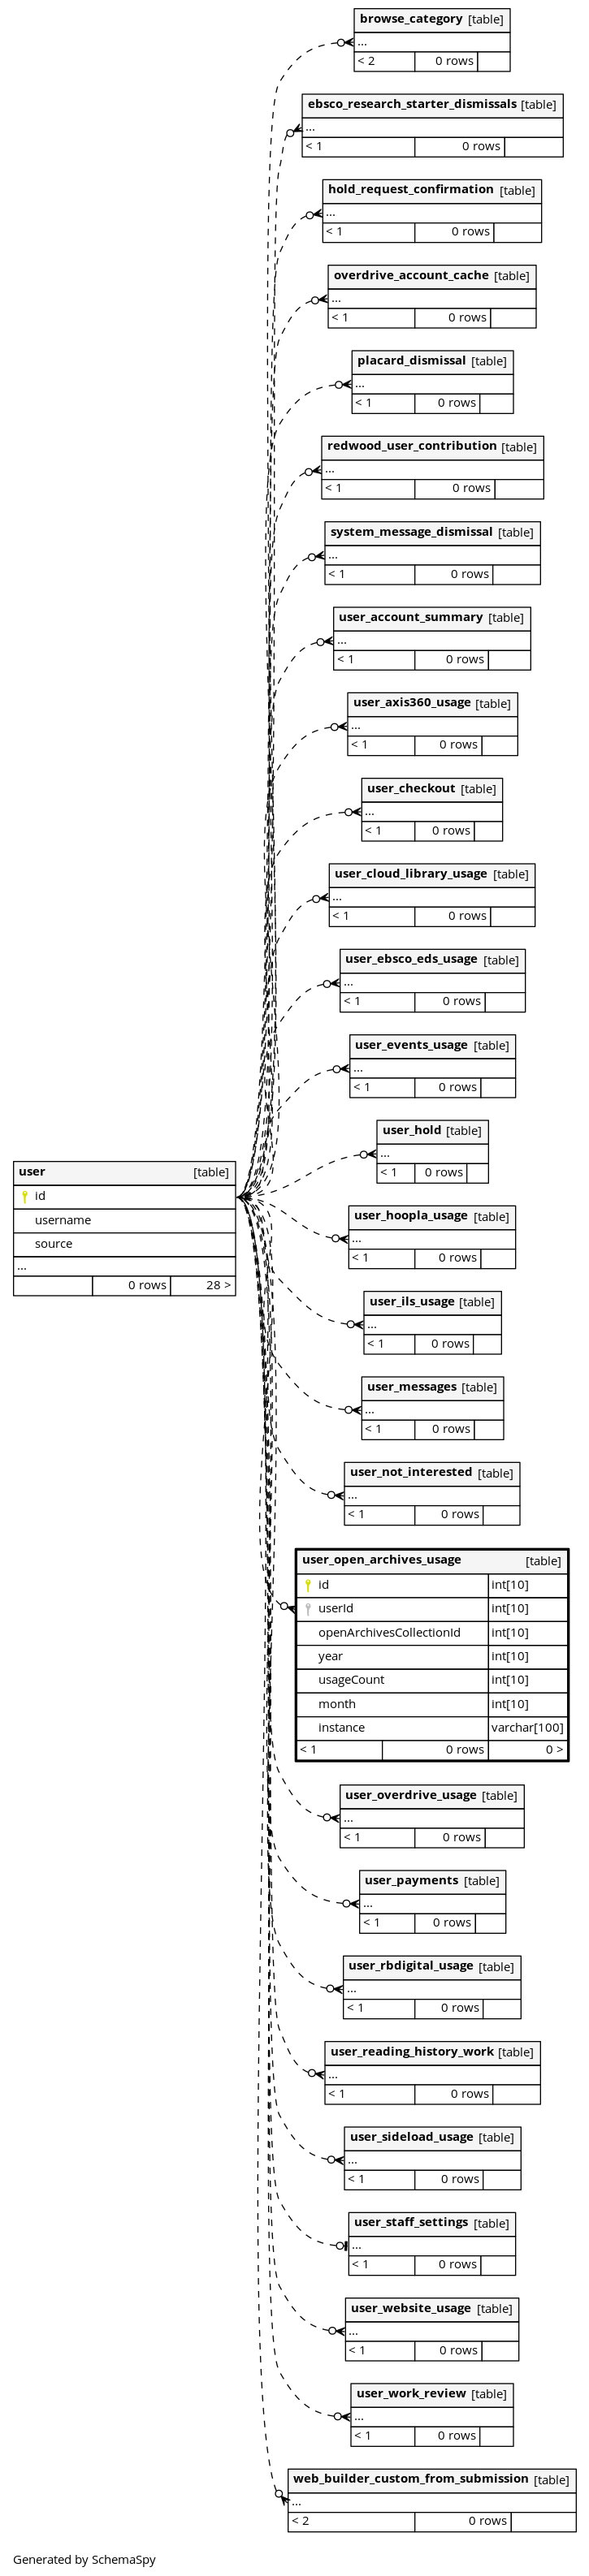 browse_category [table]
...
< 2 0 rows
ebsco_research_starter_dismissals [table]
...
< 1 0 rows
hold_request_confirmation [table]
...
< 1 0 rows
overdrive_account_cache [table]
...
< 1 0 rows
placard_dismissal [table]
...
< 1 0 rows
redwood_user_contribution [table]
...
< 1 0 rows
system_message_dismissal [table]
...
< 1 0 rows
user_account_summary [table]
...
< 1 0 rows
user_axis360_usage [table]
...
< 1 0 rows
user_checkout [table]
...
< 1 0 rows
user_cloud_library_usage [table]
...
< 1 0 rows
user_ebsco_eds_usage [table]
...
< 1 0 rows
user_events_usage [table]
...
< 1 0 rows
user_hold [table]
...
< 1 0 rows
user [table]
id
username
source
...
0 rows 28 >
user_hoopla_usage [table]
...
< 1 0 rows
user_ils_usage [table]
...
< 1 0 rows
user_messages [table]
...
< 1 0 rows
user_not_interested [table]
...
< 1 0 rows
user_open_archives_usage [table]
id int[10]
userId int[10]
openArchivesCollectionId int[10]
year int[10]
usageCount int[10]
month int[10]
instance varchar[100]
< 1 0 rows 0 >
user_overdrive_usage [table]
...
< 1 0 rows
user_payments [table]
...
< 1 0 rows
user_rbdigital_usage [table]
...
< 1 0 rows
user_reading_history_work [table]
...
< 1 0 rows
user_sideload_usage [table]
...
< 1 0 rows
user_staff_settings [table]
...
< 1 0 rows
user_website_usage [table]
...
< 1 0 rows
user_work_review [table]
...
< 1 0 rows
web_builder_custom_from_submission [table]
...
< 2 0 rows
Generated by SchemaSpy